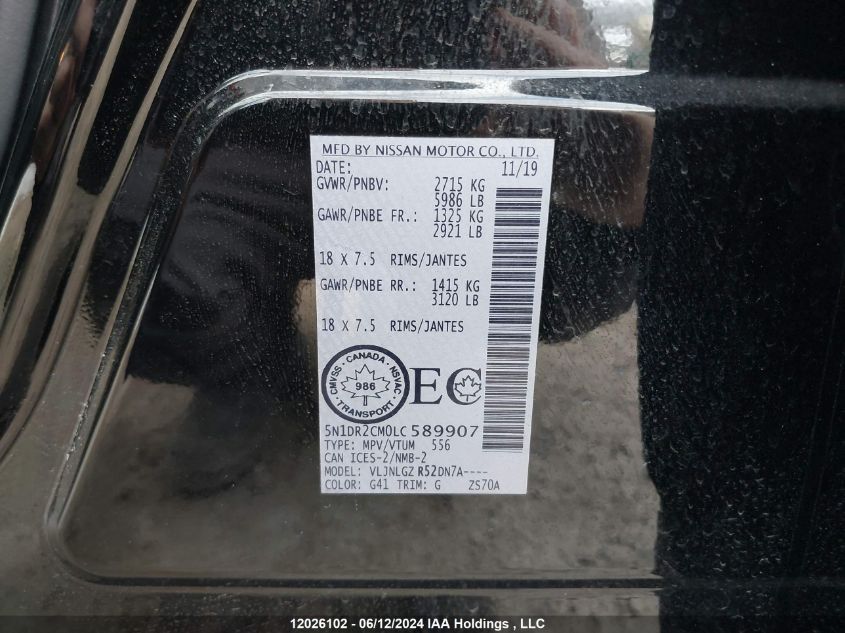 MFD BY NISSAN MOTOR CO., LTD.
DATE: 11/19
GVWR/PNBV: 2715 KG
5986 LB
GAWR/PNBE FR.: 1325 KG
2921 LB
18 X 7.5 RIMS/JANTES
GAWR/PNBE RR.: 1415 KG
3120 LB
18 X 7.5 RIMS/JANTES
CMVSS · CANADA · NSVAC
986
TRANSPORT
EC
5N1DR2CM0LC589907
TYPE: MPV/VTUM 556
CAN ICES-2/NMB-2
MODEL: VLJNLGZ R52DN7A----
COLOR: G41 TRIM: G ZS70A
12026102 - 06/12/2024 IAA Holdings , LLC